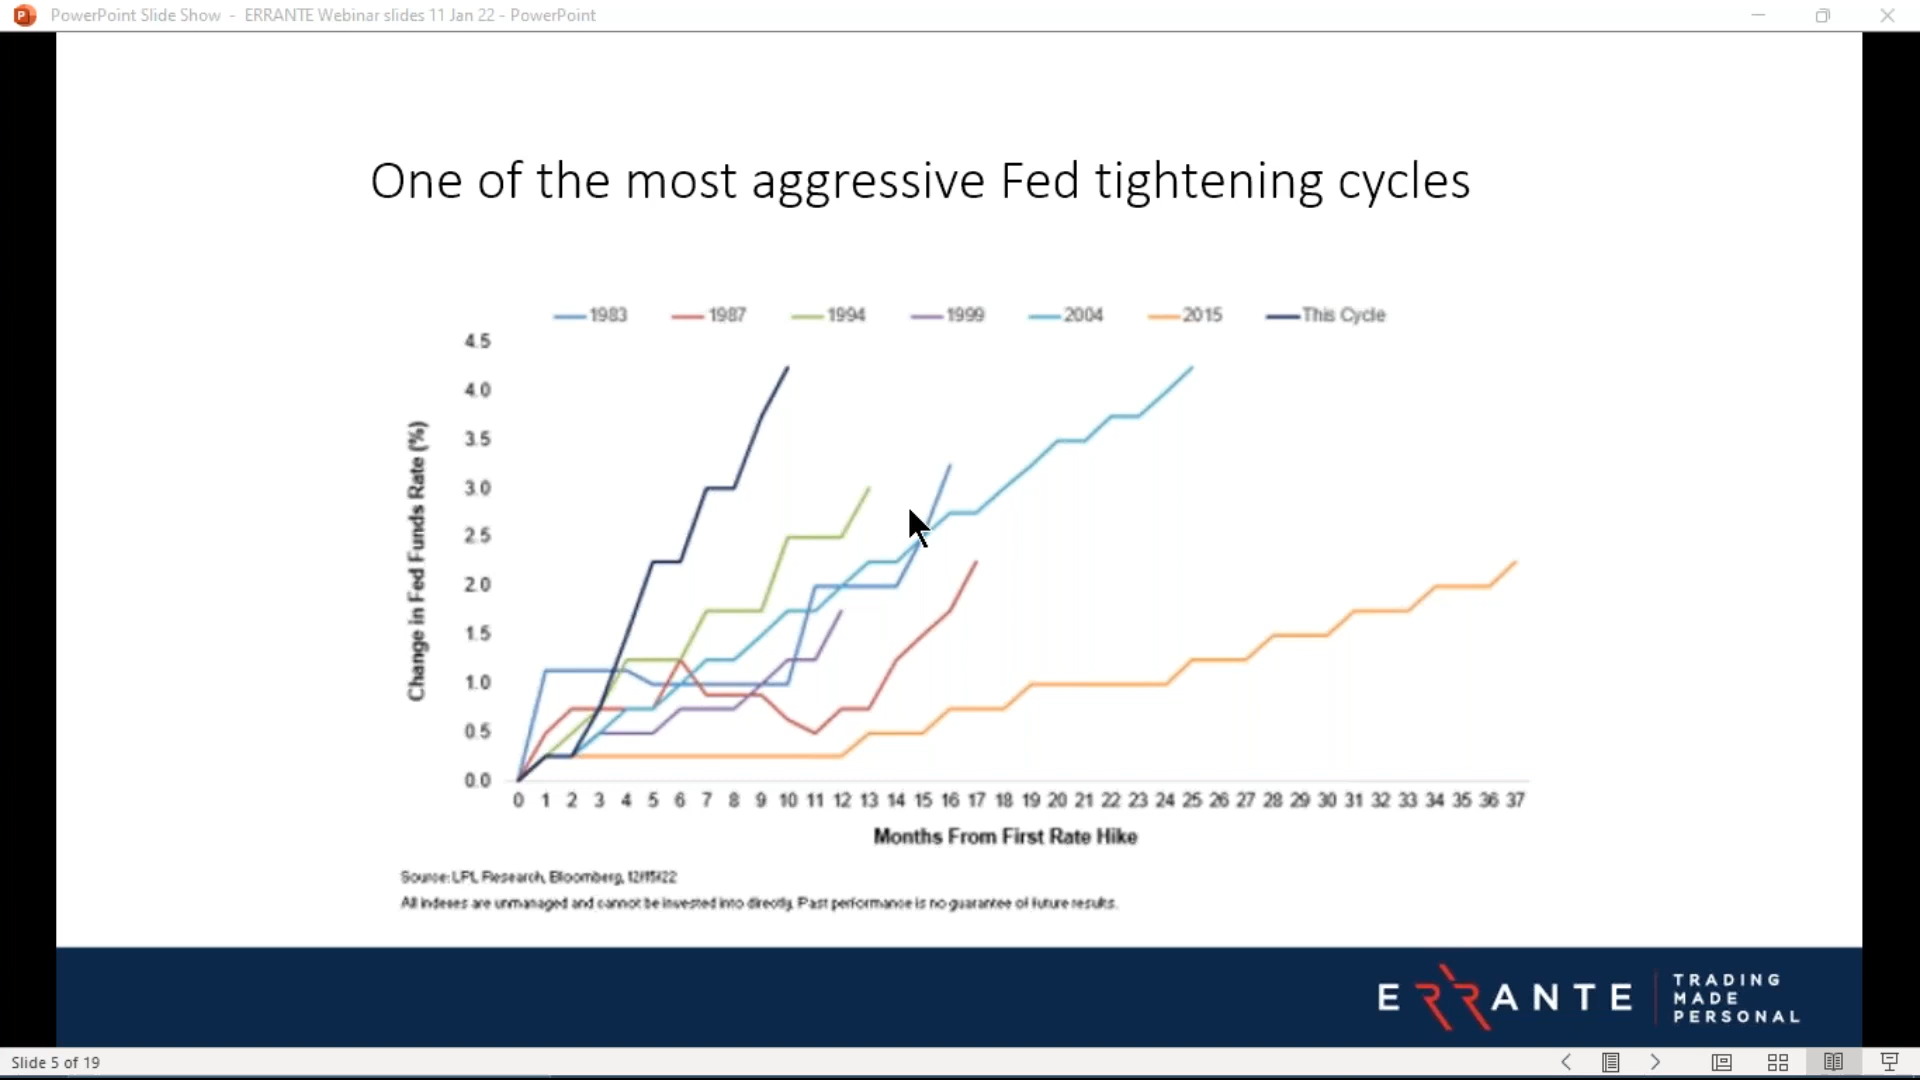 PowerPoint Slide Show - ERRANTE Webinar slides 11 Jan 22 - PowerPoint
One of the most aggressive Fed tightening cycles
1983 1987 1994 1999 2004 2015 This Cycle
Change in Fed Funds Rate (%)
4.5
4.0
3.5
3.0
2.5
2.0
1.5
1.0
0.5
0.0
0 1 2 3 4 5 6 7 8 9 10 11 12 13 14 15 16 17 18 19 20 21 22 23 24 25 26 27 28 29 30 31 32 33 34 35 36 37
Months From First Rate Hike
Source: LPL Research, Bloomberg, 12/15/22
All indexes are unmanaged and cannot be invested into directly. Past performance is no guarantee of future results.
ERRANTE
TRADING
MADE
PERSONAL
Slide 5 of 19